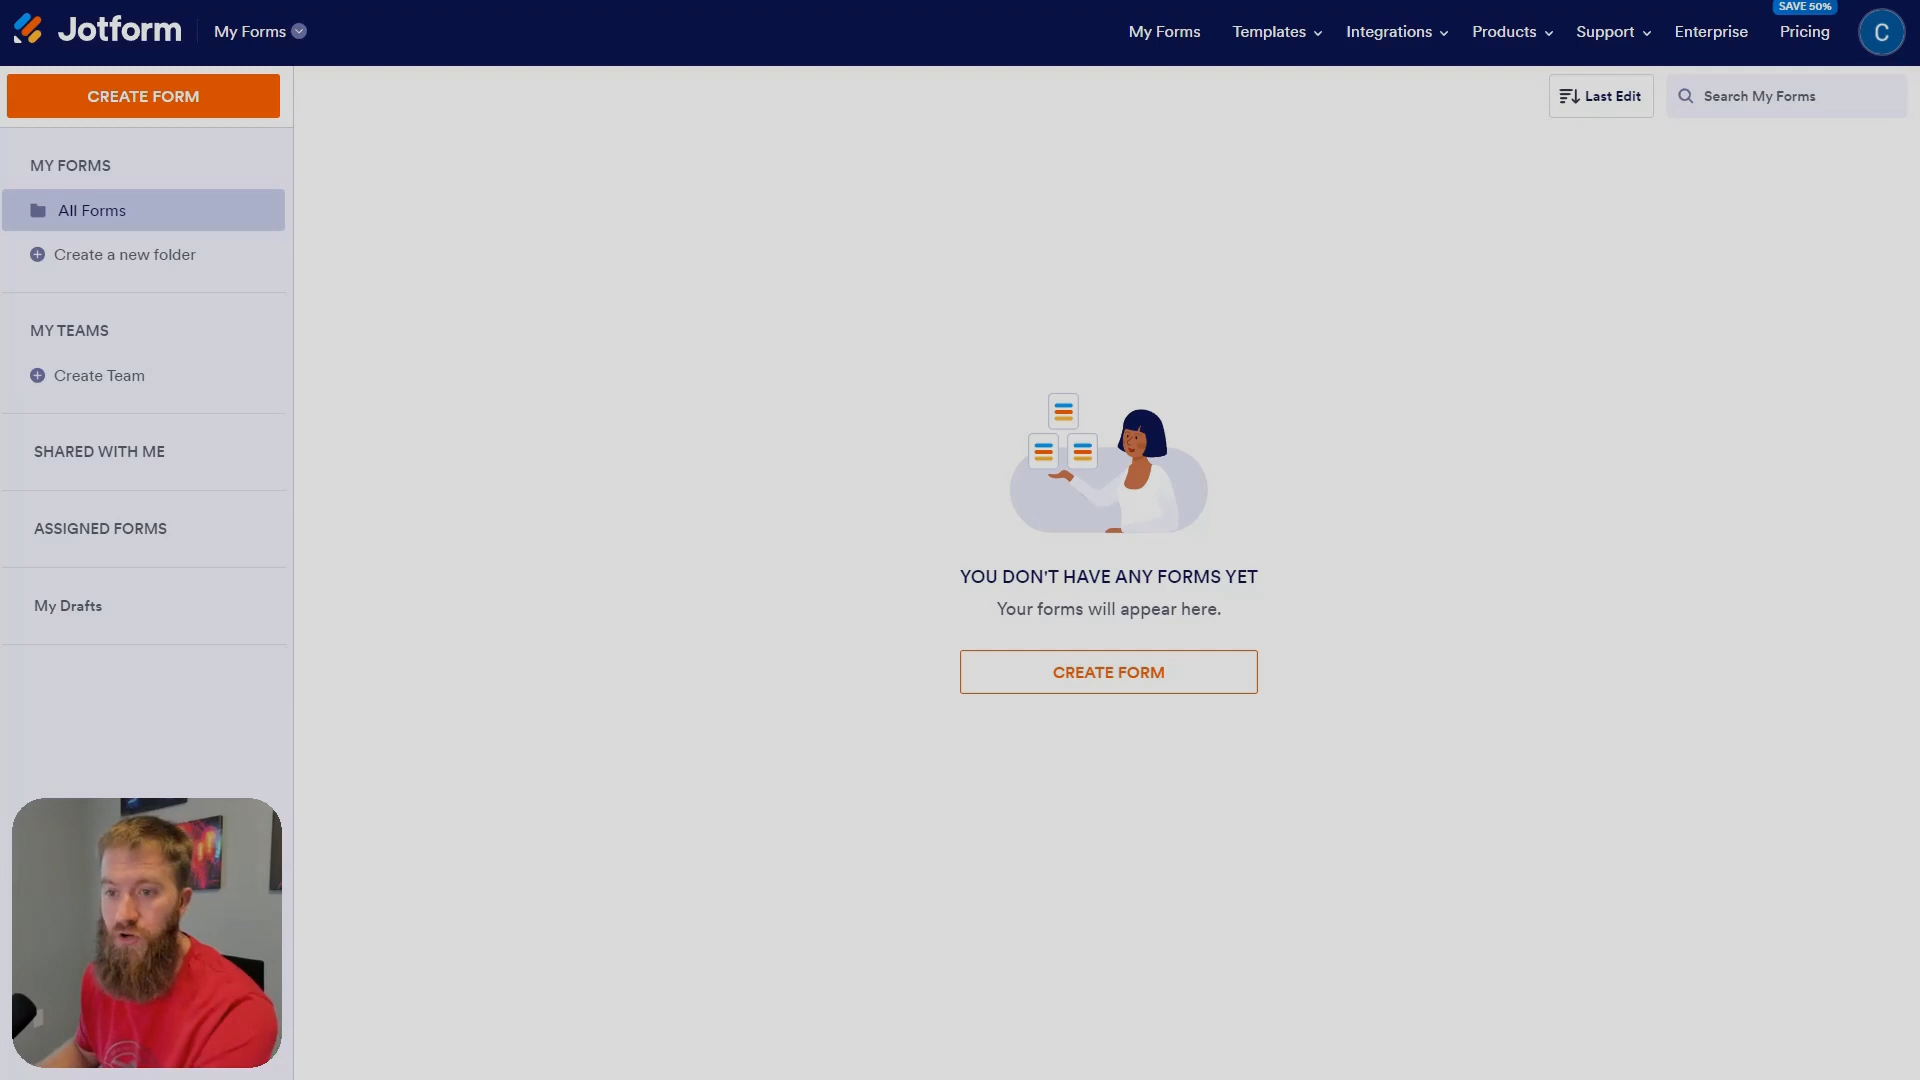 Jotform
My Forms
My Forms
Templates
Integrations
Products
Support
Enterprise
SAVE 50%
Pricing
C
CREATE FORM
Last Edit
Search My Forms
MY FORMS
All Forms
Create a new folder
MY TEAMS
Create Team
SHARED WITH ME
ASSIGNED FORMS
My Drafts
YOU DON'T HAVE ANY FORMS YET
Your forms will appear here.
CREATE FORM